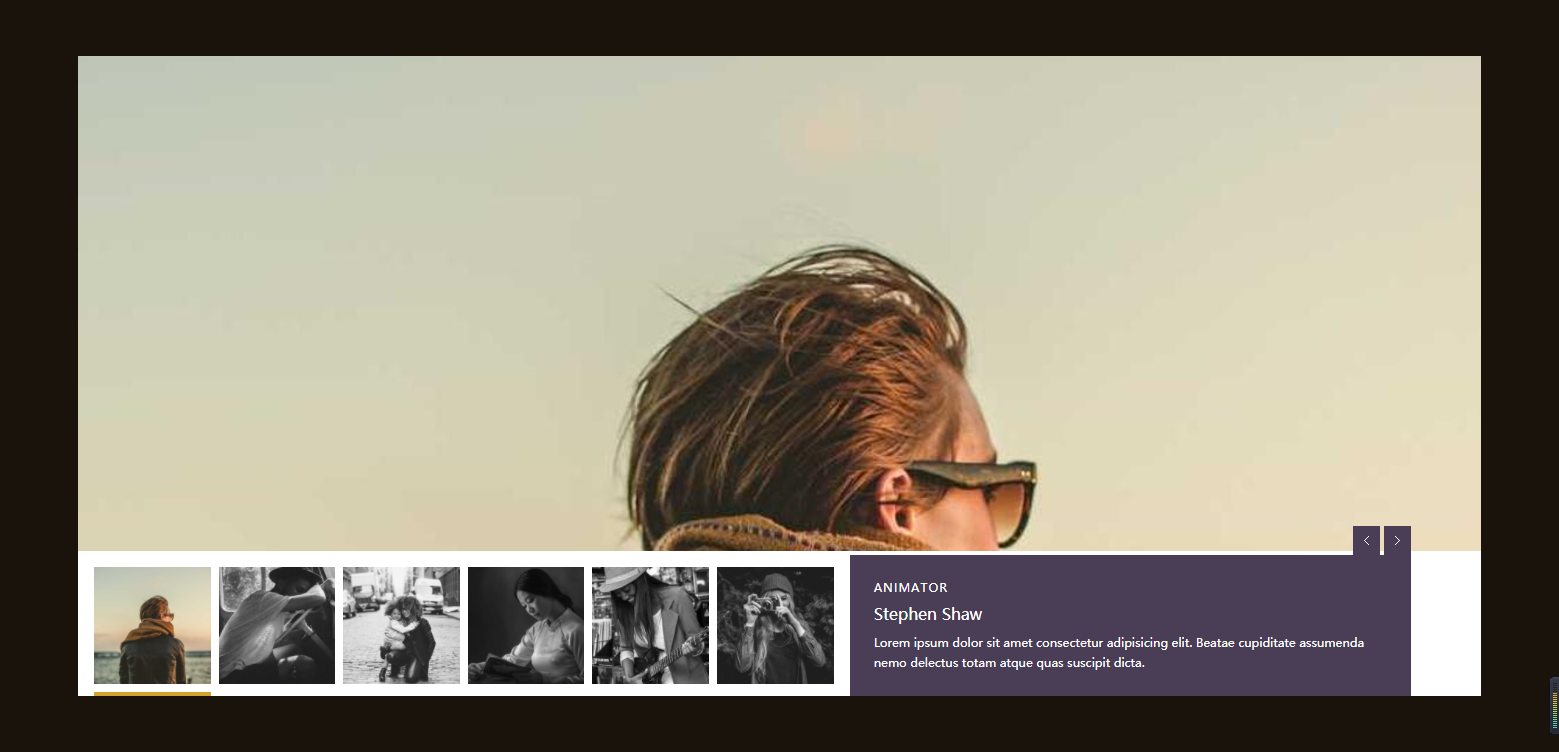 ANIMATOR
Stephen Shaw
Lorem ipsum dolor sit amet consectetur adipisicing elit. Beatae cupiditate assumenda
nemo delectus totam atque quas suscipit dicta.